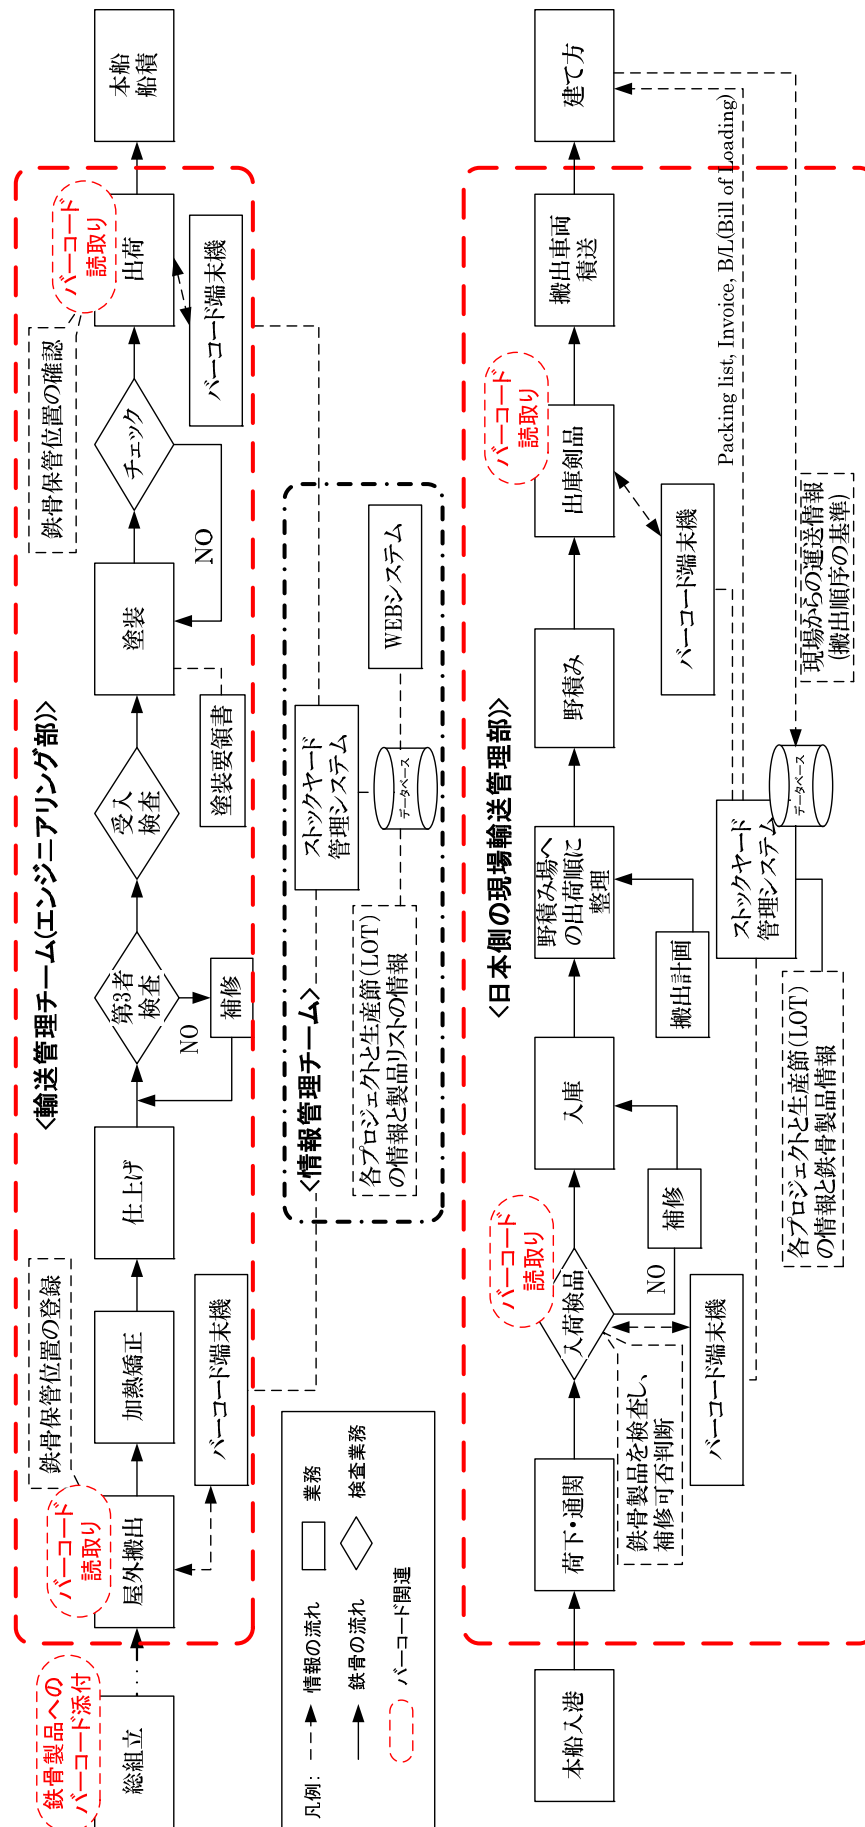 <輸送管理チーム(エンジニアリング部)>
鉄骨製品への
バーコード添付
総組立
バーコード
読取り
屋外搬出
鉄骨保管位置の登録
バーコード端末機
加熱矯正
仕上げ
第3者
検査
NO
補修
受入
検査
塗装
塗装要領書
チェック
NO
鉄骨保管位置の確認
バーコード
読取り
出荷
バーコード端末機
本船
船積
<情報管理チーム>
各プロジェクトと生産節(LOT)
の情報と製品リストの情報
ストックヤード
管理システム
データベース
WEBシステム
凡例:
情報の流れ
業務
鉄骨の流れ
検査業務
バーコード関連
<日本側の現場輸送管理部>
本船入港
荷下・通関
バーコード
読取り
入荷検品
鉄骨製品を検査し、
補修可否判断
バーコード端末機
NO
補修
入庫
野積み場へ
の出荷順に
整理
搬出計画
野積み
バーコード
読取り
出庫剣品
バーコード端末機
搬出車両
積送
建て方
Packing list, Invoice, B/L(Bill of Loading)
ストックヤード
管理システム
データベース
現場からの運送情報
(搬出順序の基準)
各プロジェクトと生産節(LOT)
の情報と鉄骨製品情報